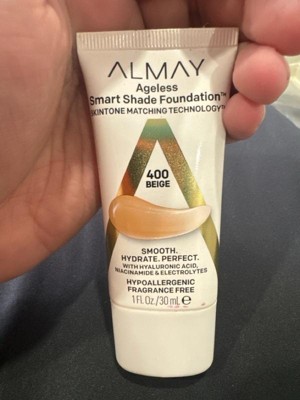 ALMAY
Ageless
Smart Shade Foundation™
SKINTONE MATCHING TECHNOLOGY™
400
BEIGE
SMOOTH.
HYDRATE. PERFECT.
WITH HYALURONIC ACID,
NIACINAMIDE & ELECTROLYTES
HYPOALLERGENIC
FRAGRANCE FREE
1 Fl. Oz./30 mL ℮